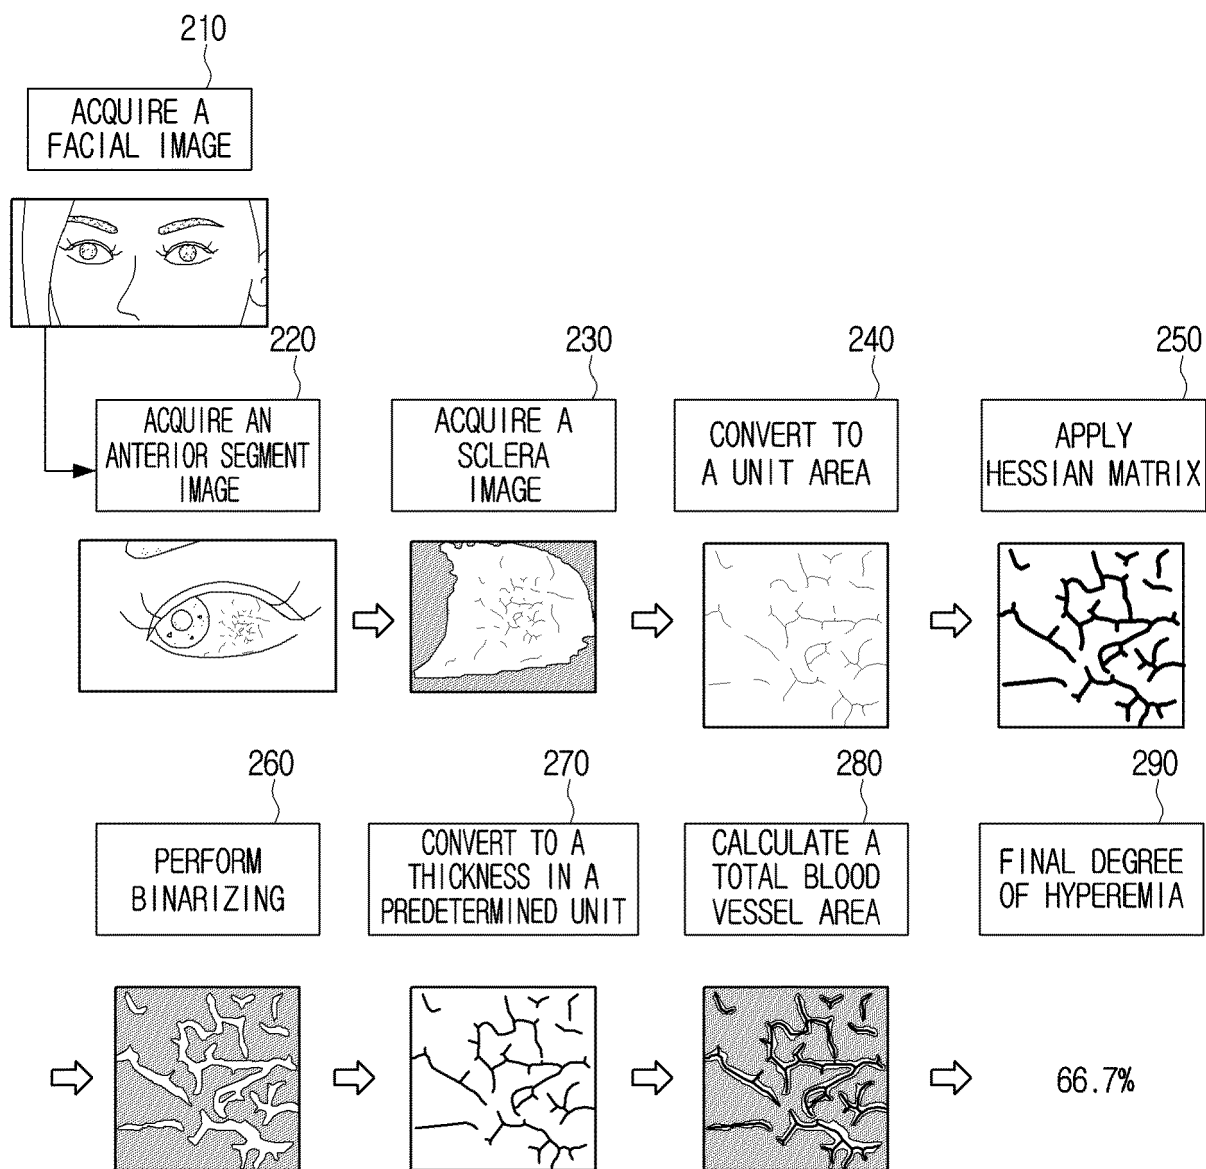 210
ACQUIRE A
FACIAL IMAGE
220
ACQUIRE AN
ANTERIOR SEGMENT
IMAGE
230
ACQUIRE A
SCLERA
IMAGE
240
CONVERT TO
A UNIT AREA
250
APPLY
HESSIAN MATRIX
260
PERFORM
BINARIZING
270
CONVERT TO A
THICKNESS IN A
PREDETERMINED UNIT
280
CALCULATE A
TOTAL BLOOD
VESSEL AREA
290
FINAL DEGREE
OF HYPEREMIA
66.7%